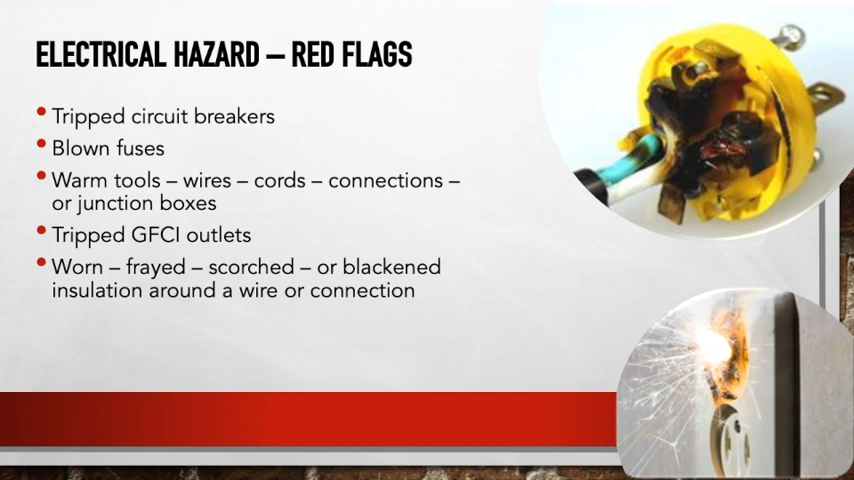 ELECTRICAL HAZARD – RED FLAGS
• Tripped circuit breakers
• Blown fuses
• Warm tools – wires – cords – connections –
or junction boxes
• Tripped GFCI outlets
• Worn – frayed – scorched – or blackened
insulation around a wire or connection